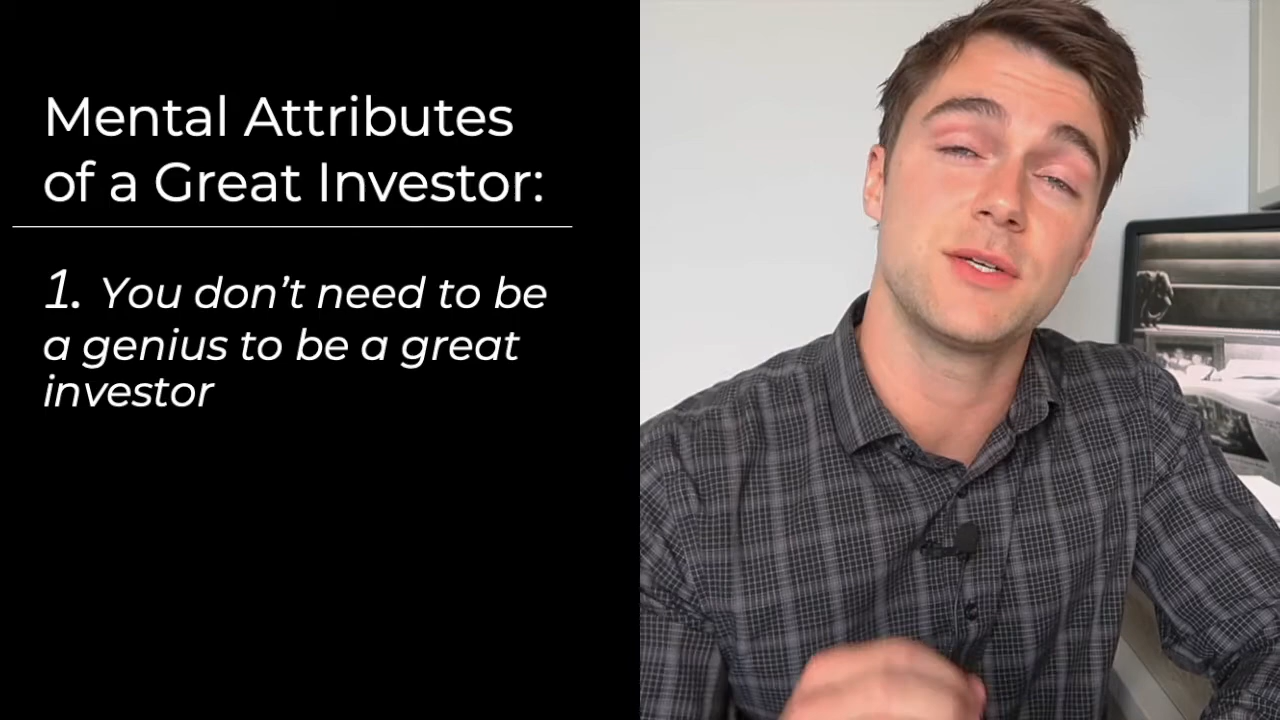 Mental Attributes
of a Great Investor:
1. You don’t need to be
a genius to be a great
investor